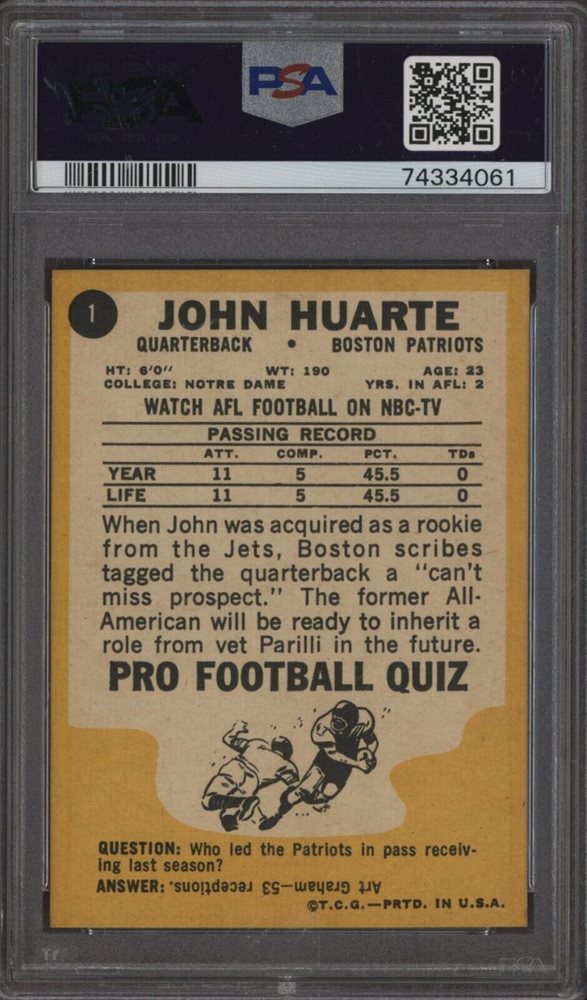 PSA
PSA
74334061
1
JOHN HUARTE
QUARTERBACK • BOSTON PATRIOTS
HT: 6'0" WT: 190 AGE: 23
COLLEGE: NOTRE DAME YRS. IN AFL: 2
WATCH AFL FOOTBALL ON NBC-TV
PASSING RECORD
ATT. COMP. PCT. TDs
YEAR 11 5 45.5 0
LIFE 11 5 45.5 0
When John was acquired as a rookie
from the Jets, Boston scribes
tagged the quarterback a "can't
miss prospect." The former All-
American will be ready to inherit a
role from vet Parilli in the future.
PRO FOOTBALL QUIZ
QUESTION: Who led the Patriots in pass receiv-
ing last season?
ANSWER: Art Graham—53 receptions.
©T.C.G.—PRTD. IN U.S.A.
TF
PSA